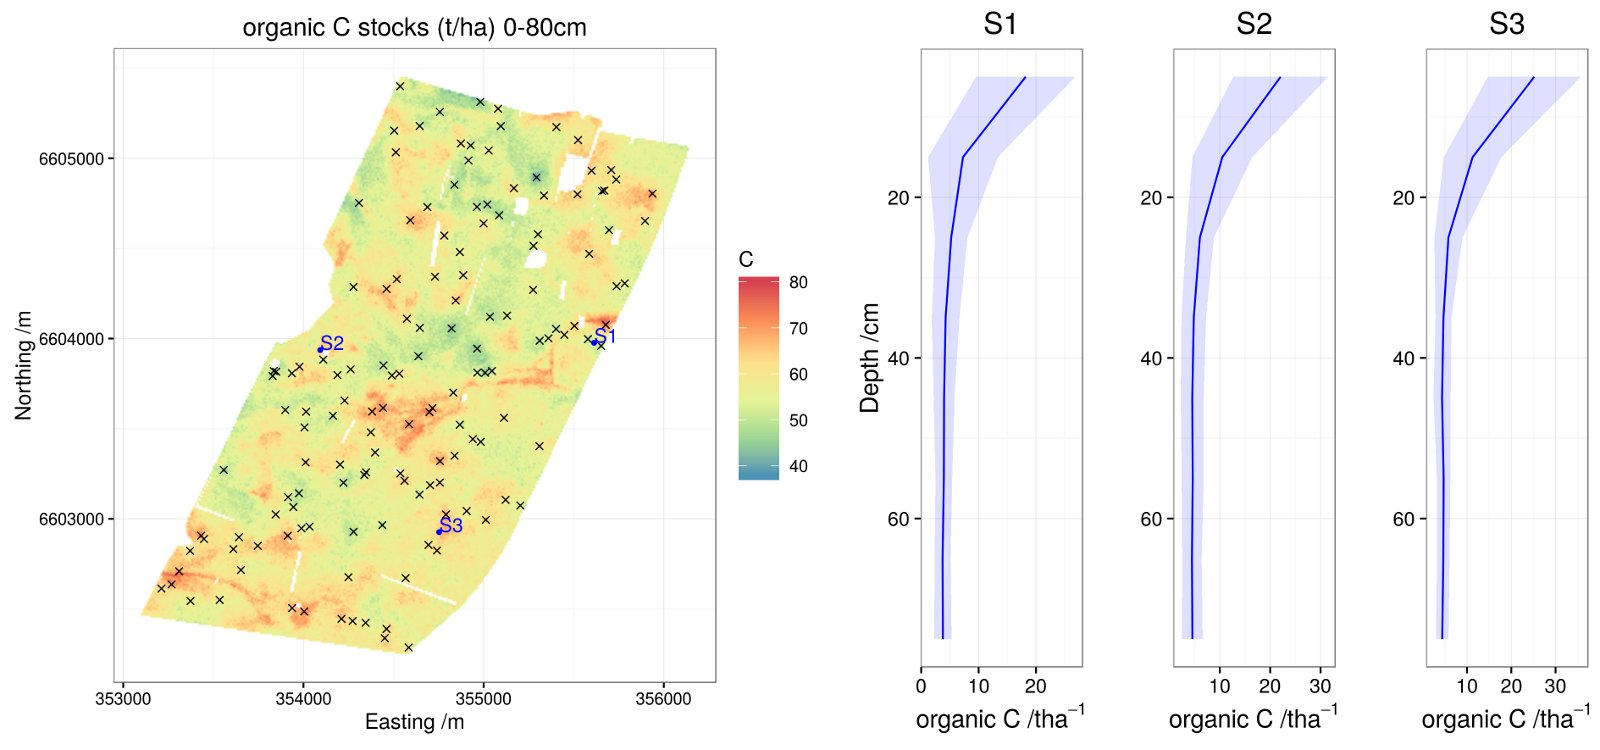 organic C stocks (t/ha) 0-80cm
Northing /m
6605000
6604000
6603000
353000 354000 355000 356000
Easting /m
S1
S2
S3
C
80
70
60
50
40
S1
Depth /cm
20
40
60
0 10 20
organic C /tha⁻¹
S2
20
40
60
10 20 30
organic C /tha⁻¹
S3
20
40
60
10 20 30
organic C /tha⁻¹